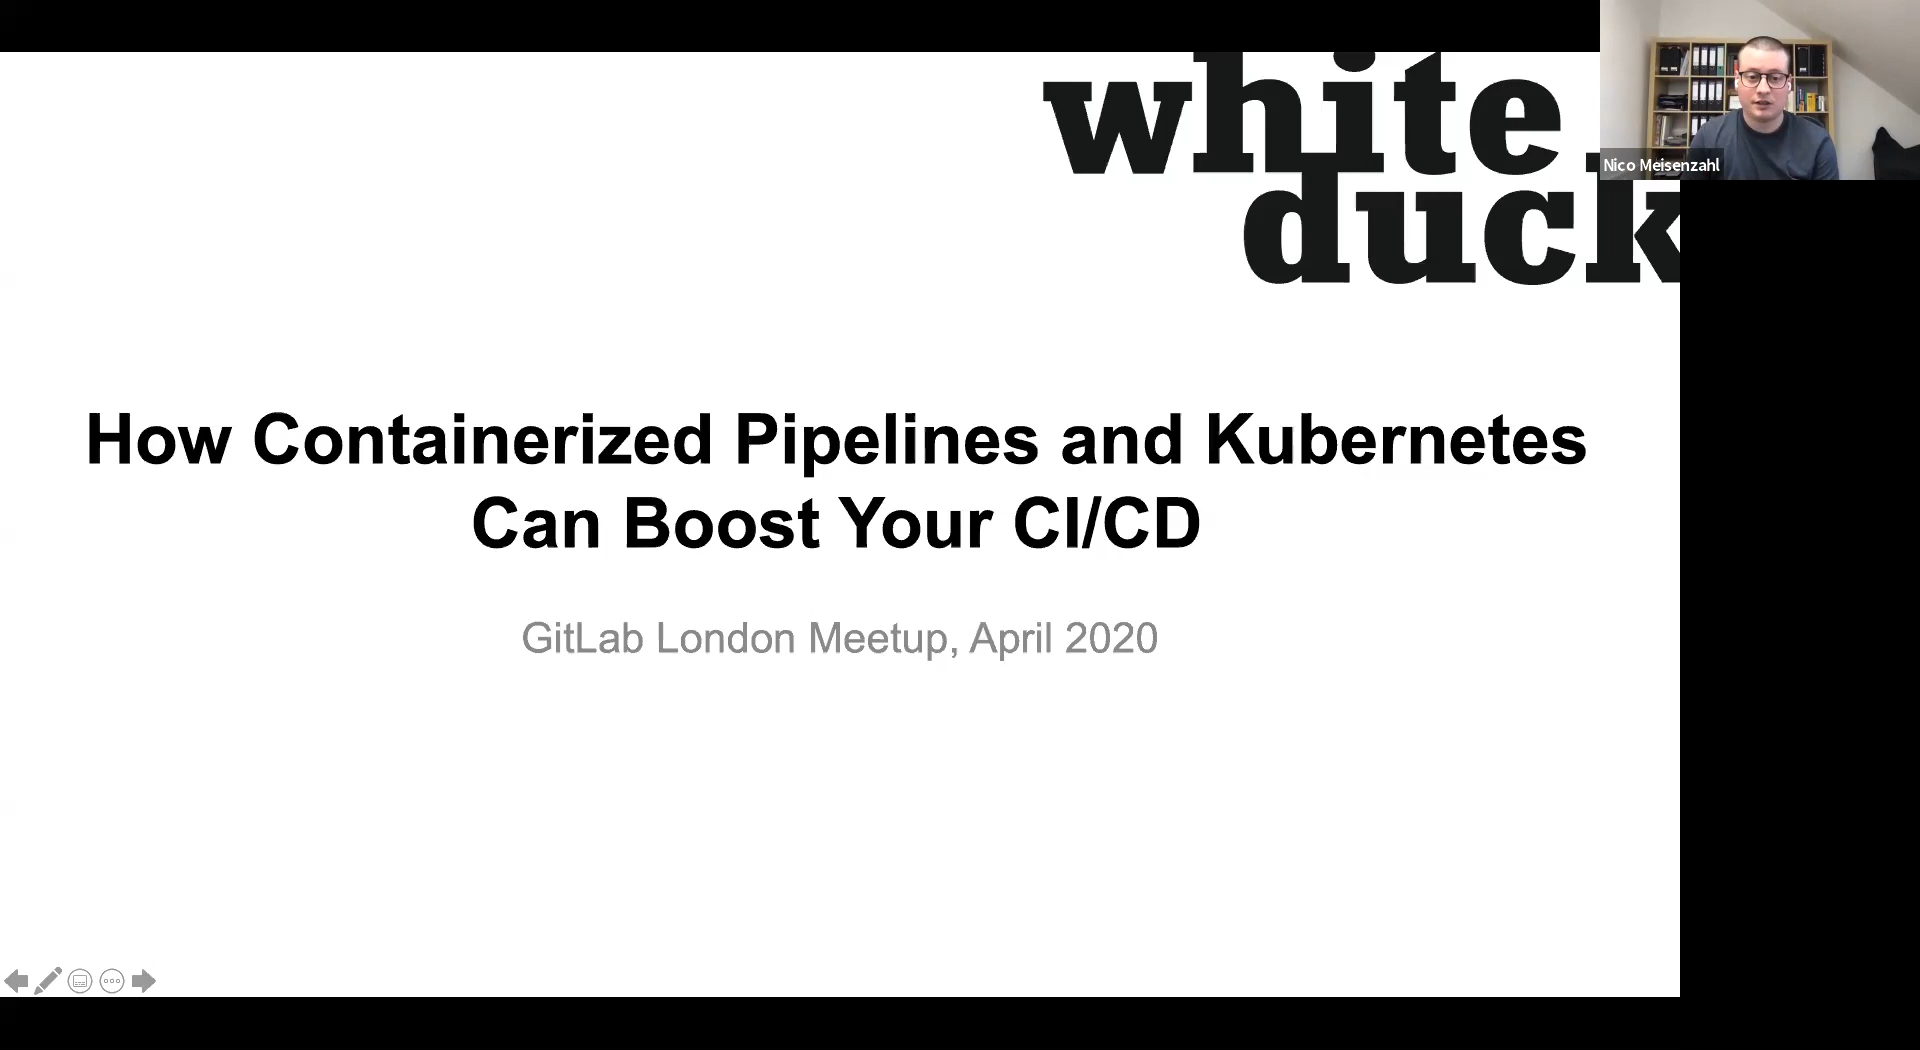 white
duck
Nico Meisenzahl
How Containerized Pipelines and Kubernetes
Can Boost Your CI/CD
GitLab London Meetup, April 2020